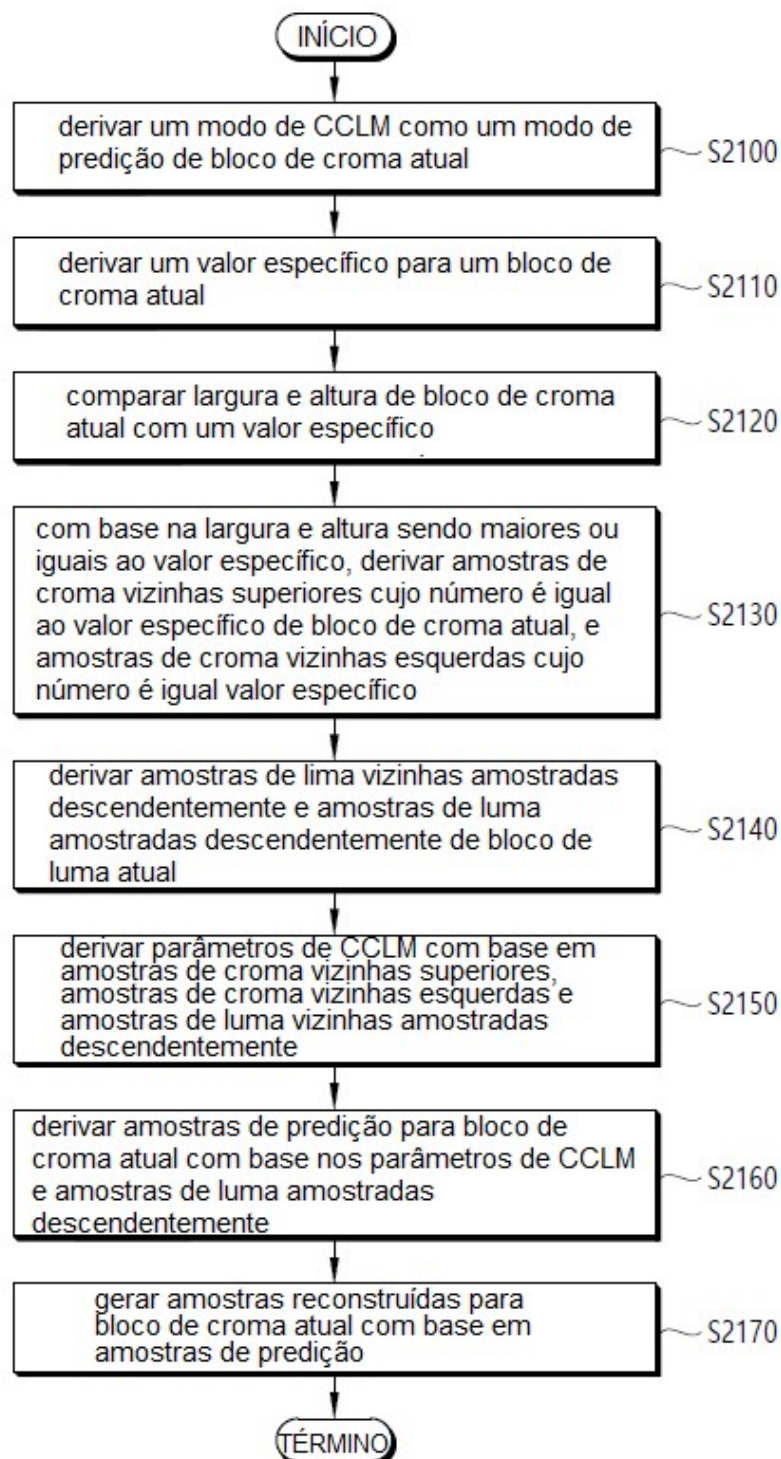 INÍCIO
derivar um modo de CCLM como um modo de
predição de bloco de croma atual
S2100
derivar um valor específico para um bloco de
croma atual
S2110
comparar largura e altura de bloco de croma
atual com um valor específico
S2120
com base na largura e altura sendo maiores ou
iguais ao valor específico, derivar amostras de
croma vizinhas superiores cujo número é igual
ao valor específico de bloco de croma atual, e
amostras de croma vizinhas esquerdas cujo
número é igual valor específico
S2130
derivar amostras de lima vizinhas amostradas
descendentemente e amostras de luma
amostradas descendentemente de bloco de
luma atual
S2140
derivar parâmetros de CCLM com base em
amostras de croma vizinhas superiores,
amostras de croma vizinhas esquerdas e
amostras de luma vizinhas amostradas
descendentemente
S2150
derivar amostras de predição para bloco de
croma atual com base nos parâmetros de CCLM
e amostras de luma amostradas
descendentemente
S2160
gerar amostras reconstruídas para
bloco de croma atual com base em
amostras de predição
S2170
TÉRMINO